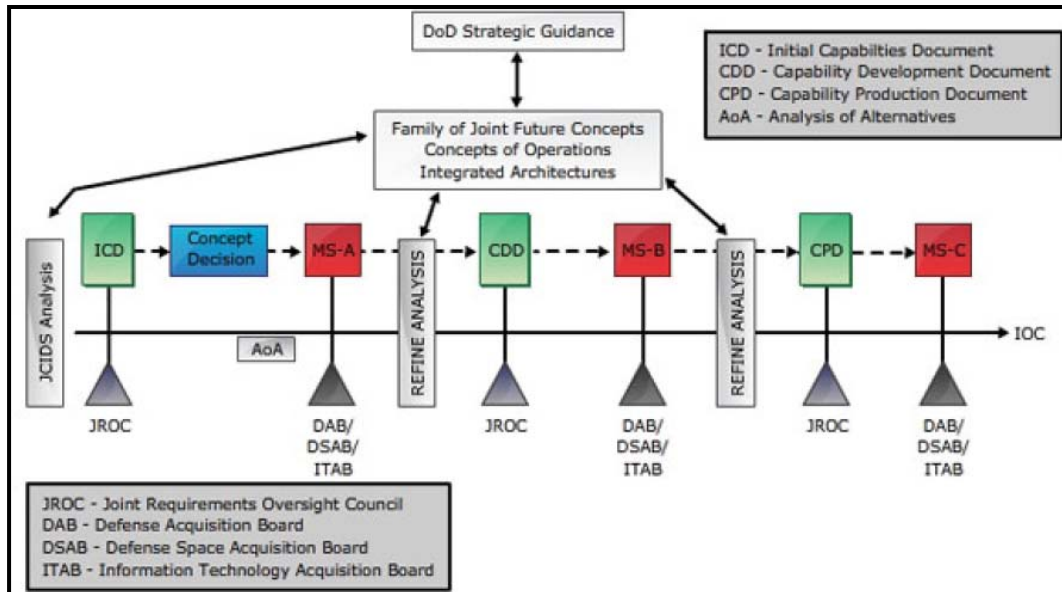 DoD Strategic Guidance
ICD - Initial Capabilties Document
CDD - Capability Development Document
CPD - Capability Production Document
AoA - Analysis of Alternatives
Family of Joint Future Concepts
Concepts of Operations
Integrated Architectures
JCIDS Analysis
ICD
Concept
Decision
MS-A
REFINE ANALYSIS
CDD
MS-B
REFINE ANALYSIS
CPD
MS-C
AoA
IOC
JROC
DAB/
DSAB/
ITAB
JROC
DAB/
DSAB/
ITAB
JROC
DAB/
DSAB/
ITAB
JROC - Joint Requirements Oversight Council
DAB - Defense Acquisition Board
DSAB - Defense Space Acquisition Board
ITAB - Information Technology Acquisition Board